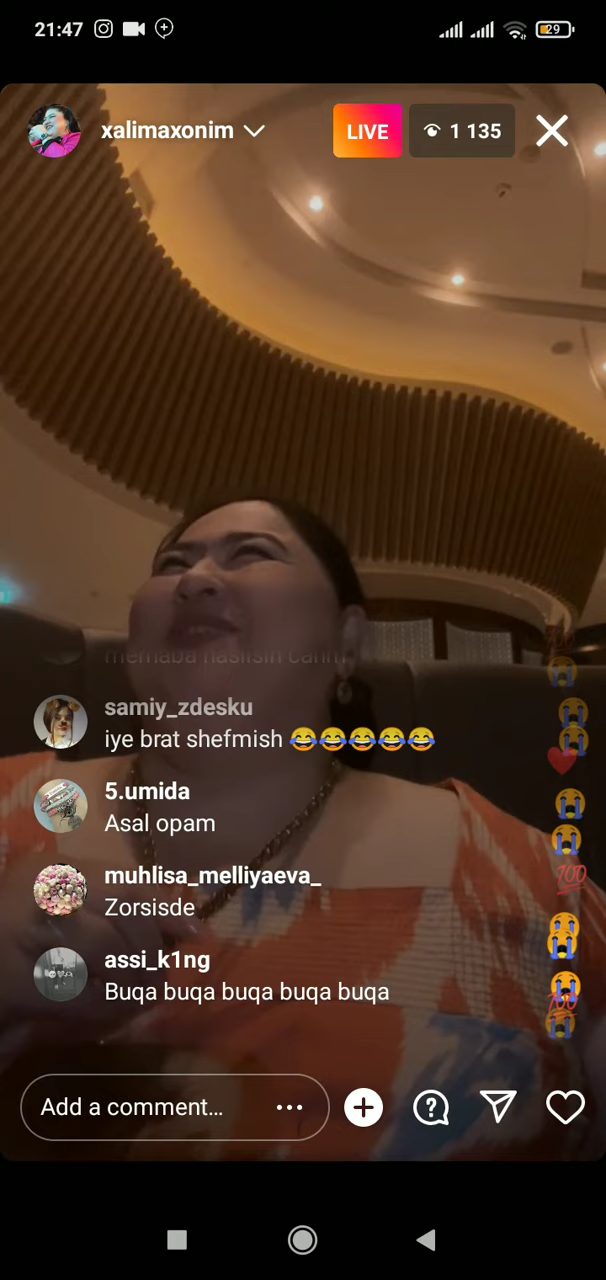 21:47
29
xalimaxonim
LIVE
1 135
samiy_zdesku
iye brat shefmish 😂😂😂😂😂
5.umida
Asal opam
muhlisa_melliyaeva_
Zorsisde
assi_k1ng
Buqa buqa buqa buqa buqa
Add a comment...